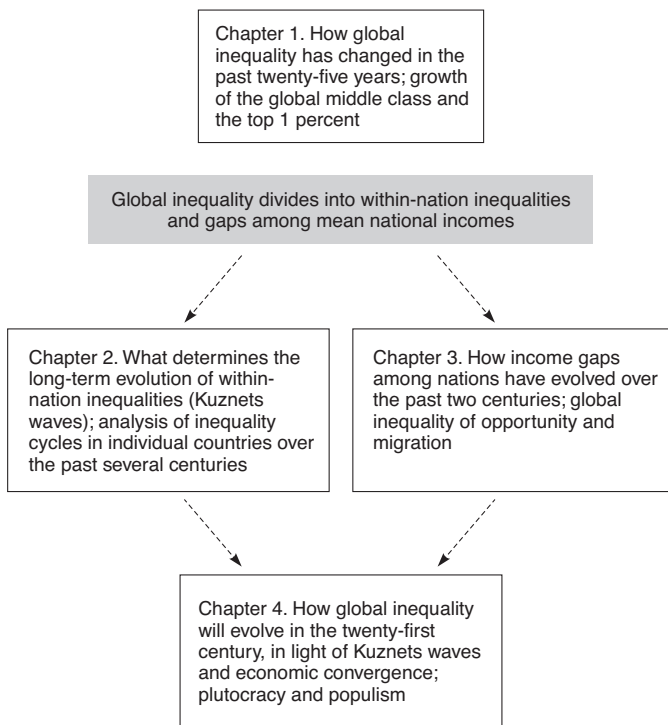 Chapter 1. How global
inequality has changed in the
past twenty-five years; growth
of the global middle class and
the top 1 percent
Global inequality divides into within-nation inequalities
and gaps among mean national incomes
Chapter 2. What determines the
long-term evolution of within-
nation inequalities (Kuznets
waves); analysis of inequality
cycles in individual countries over
the past several centuries
Chapter 3. How income gaps
among nations have evolved over
the past two centuries; global
inequality of opportunity and
migration
Chapter 4. How global inequality
will evolve in the twenty-first
century, in light of Kuznets waves
and economic convergence;
plutocracy and populism